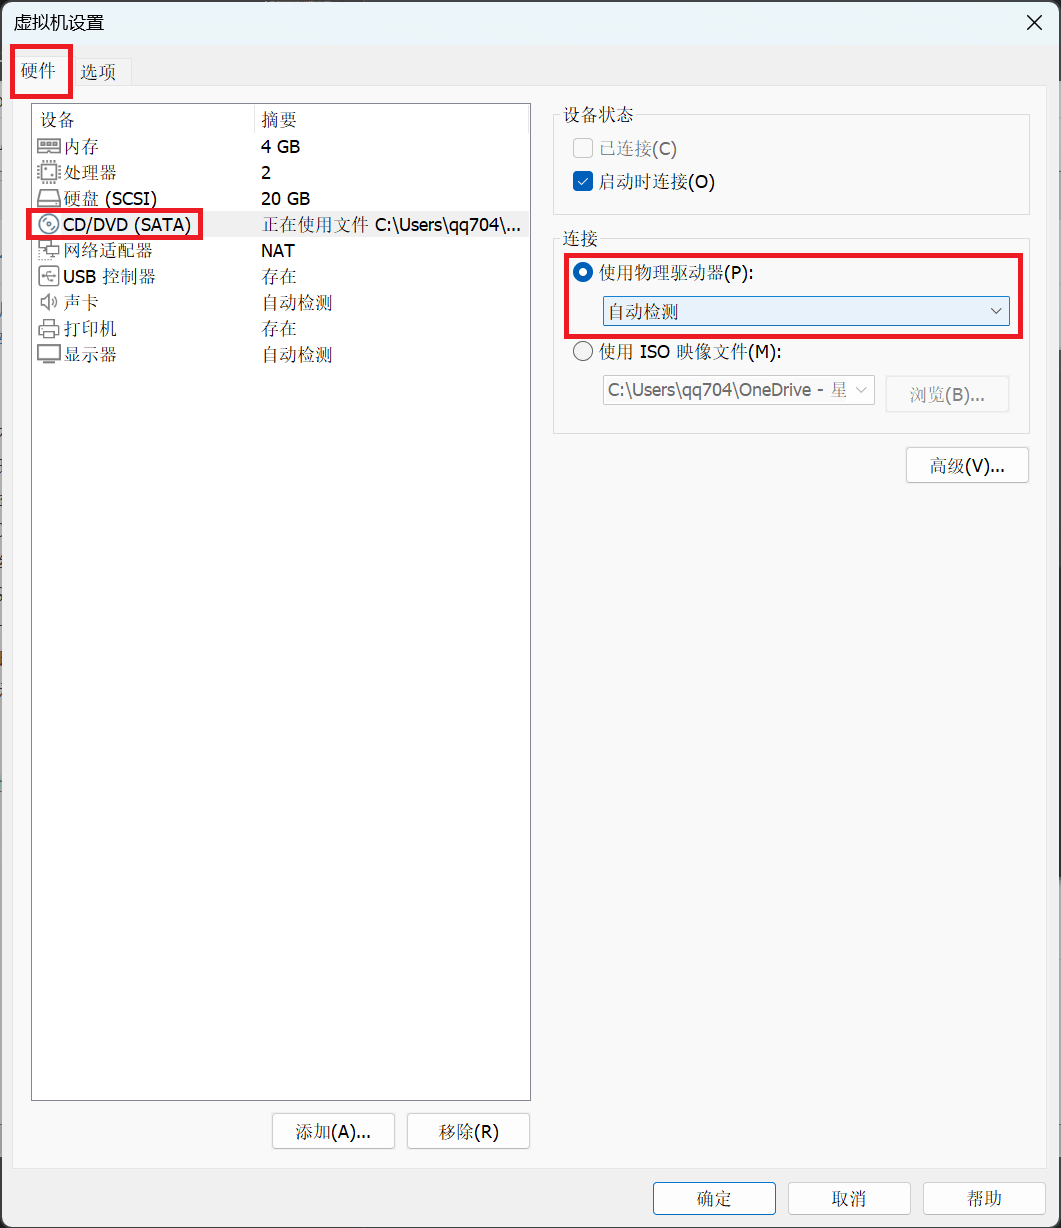 虚拟机设置
硬件 选项
设备 摘要
内存 4 GB
处理器 2
硬盘 (SCSI) 20 GB
CD/DVD (SATA) 正在使用文件 C:\Users\qq704\...
网络适配器 NAT
USB 控制器 存在
声卡 自动检测
打印机 存在
显示器 自动检测
添加(A)... 移除(R)
设备状态
已连接(C)
启动时连接(O)
连接
使用物理驱动器(P):
自动检测
使用 ISO 映像文件(M):
C:\Users\qq704\OneDrive - 星 浏览(B)...
高级(V)...
确定 取消 帮助